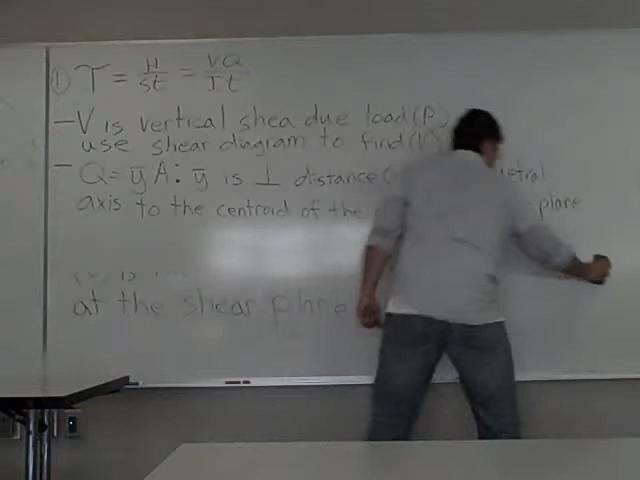 ① τ = H/st = VQ/It
- V is vertical shea due load (P)
use shear diagram to find (V)
- Q = ȳA: ȳ is ⊥ distance
axis to the centroid of the plane
at the shear plane